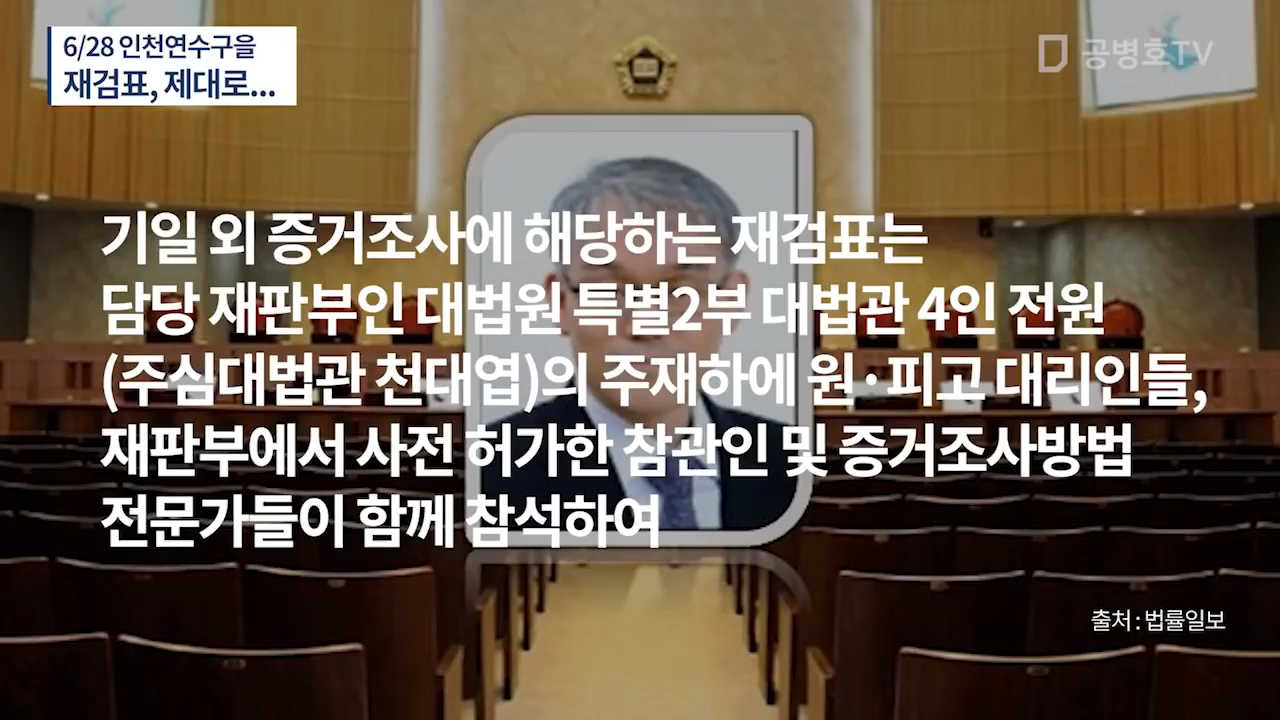 6/28 인천연수구을
재검표, 제대로...
공병호TV
기일 외 증거조사에 해당하는 재검표는
담당 재판부인 대법원 특별2부 대법관 4인 전원
(주심대법관 천대엽)의 주재하에 원·피고 대리인들,
재판부에서 사전 허가한 참관인 및 증거조사방법
전문가들이 함께 참석하여
출처 : 법률일보